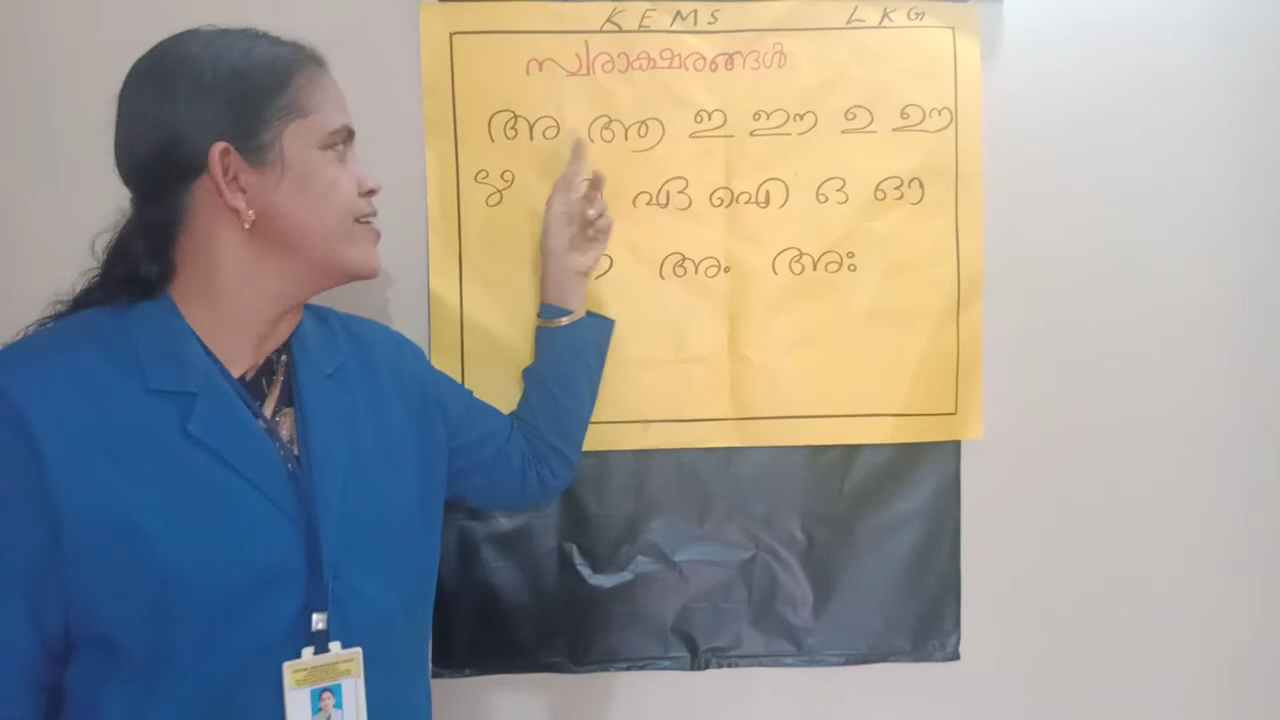 KEMS LKG
സ്വരാക്ഷരങ്ങൾ
അ ആ ഇ ഈ ഉ ഊ
ഋ ഏ ഐ ഒ ഓ
അം അഃ